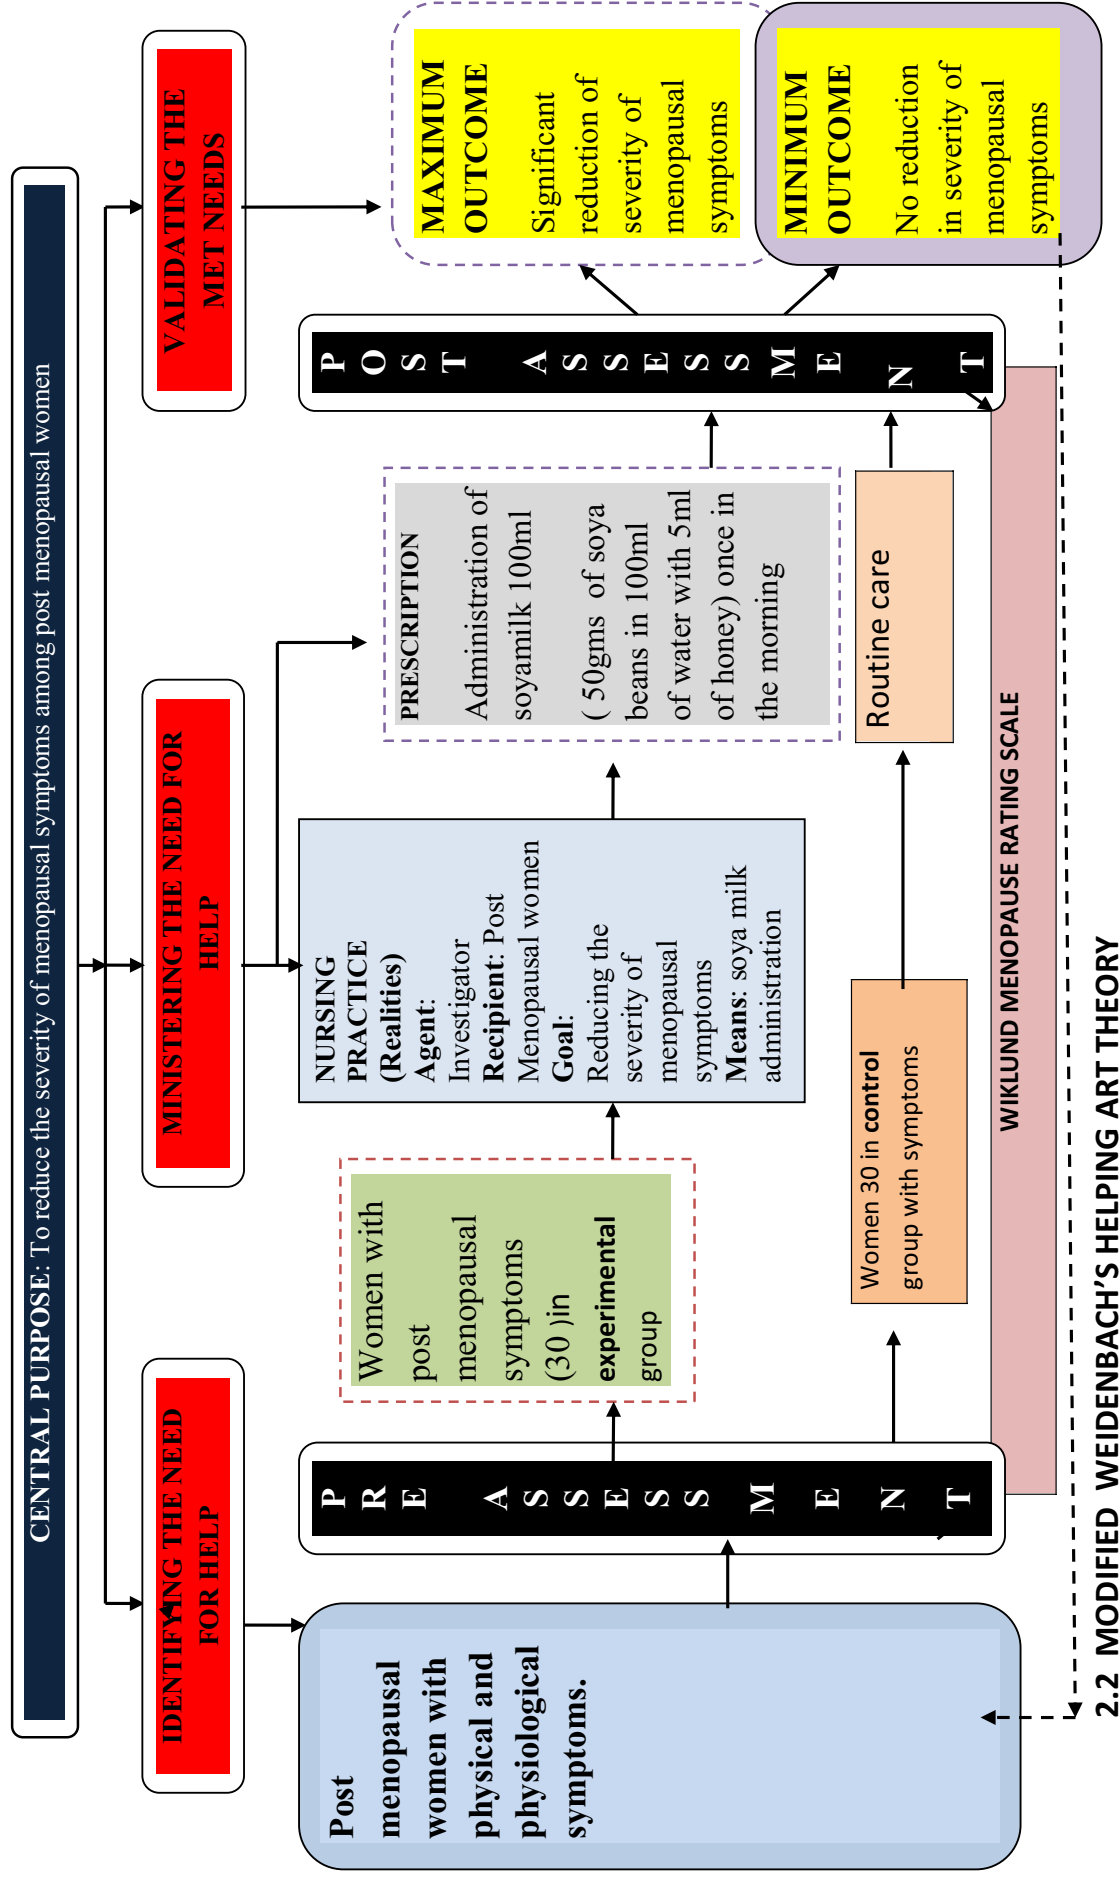 CENTRAL PURPOSE: To reduce the severity of menopausal symptoms among post menopausal women
IDENTIFYING THE NEED
FOR HELP
MINISTERING THE NEED FOR
HELP
VALIDATING THE
MET NEEDS
Post
menopausal
women with
physical and
physiological
symptoms.
PRE ASSESSMENT
Women with
post
menopausal
symptoms
(30 )in
experimental
group
NURSING
PRACTICE
(Realities)
Agent:
Investigator
Recipient: Post
Menopausal women
Goal:
Reducing the
severity of
menopausal
symptoms
Means: soya milk
administration
PRESCRIPTION
Administration of
soyamilk 100ml
( 50gms of soya
beans in 100ml
of water with 5ml
of honey) once in
the morning
POST ASSESSMENT
MAXIMUM
OUTCOME
Significant
reduction of
severity of
menopausal
symptoms
MINIMUM
OUTCOME
No reduction
in severity of
menopausal
symptoms
Women 30 in control
group with symptoms
Routine care
WIKLUND MENOPAUSE RATING SCALE
2.2 MODIFIED WEIDENBACH’S HELPING ART THEORY